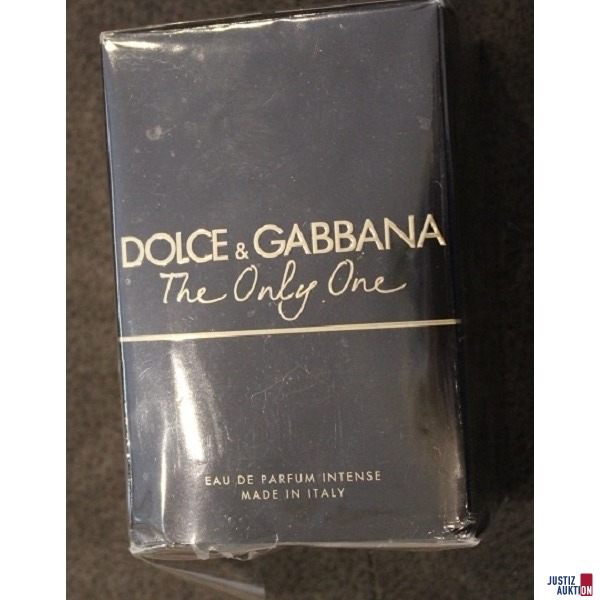 DOLCE & GABBANA
The Only One
EAU DE PARFUM INTENSE
MADE IN ITALY
JUSTIZ
AUKTION